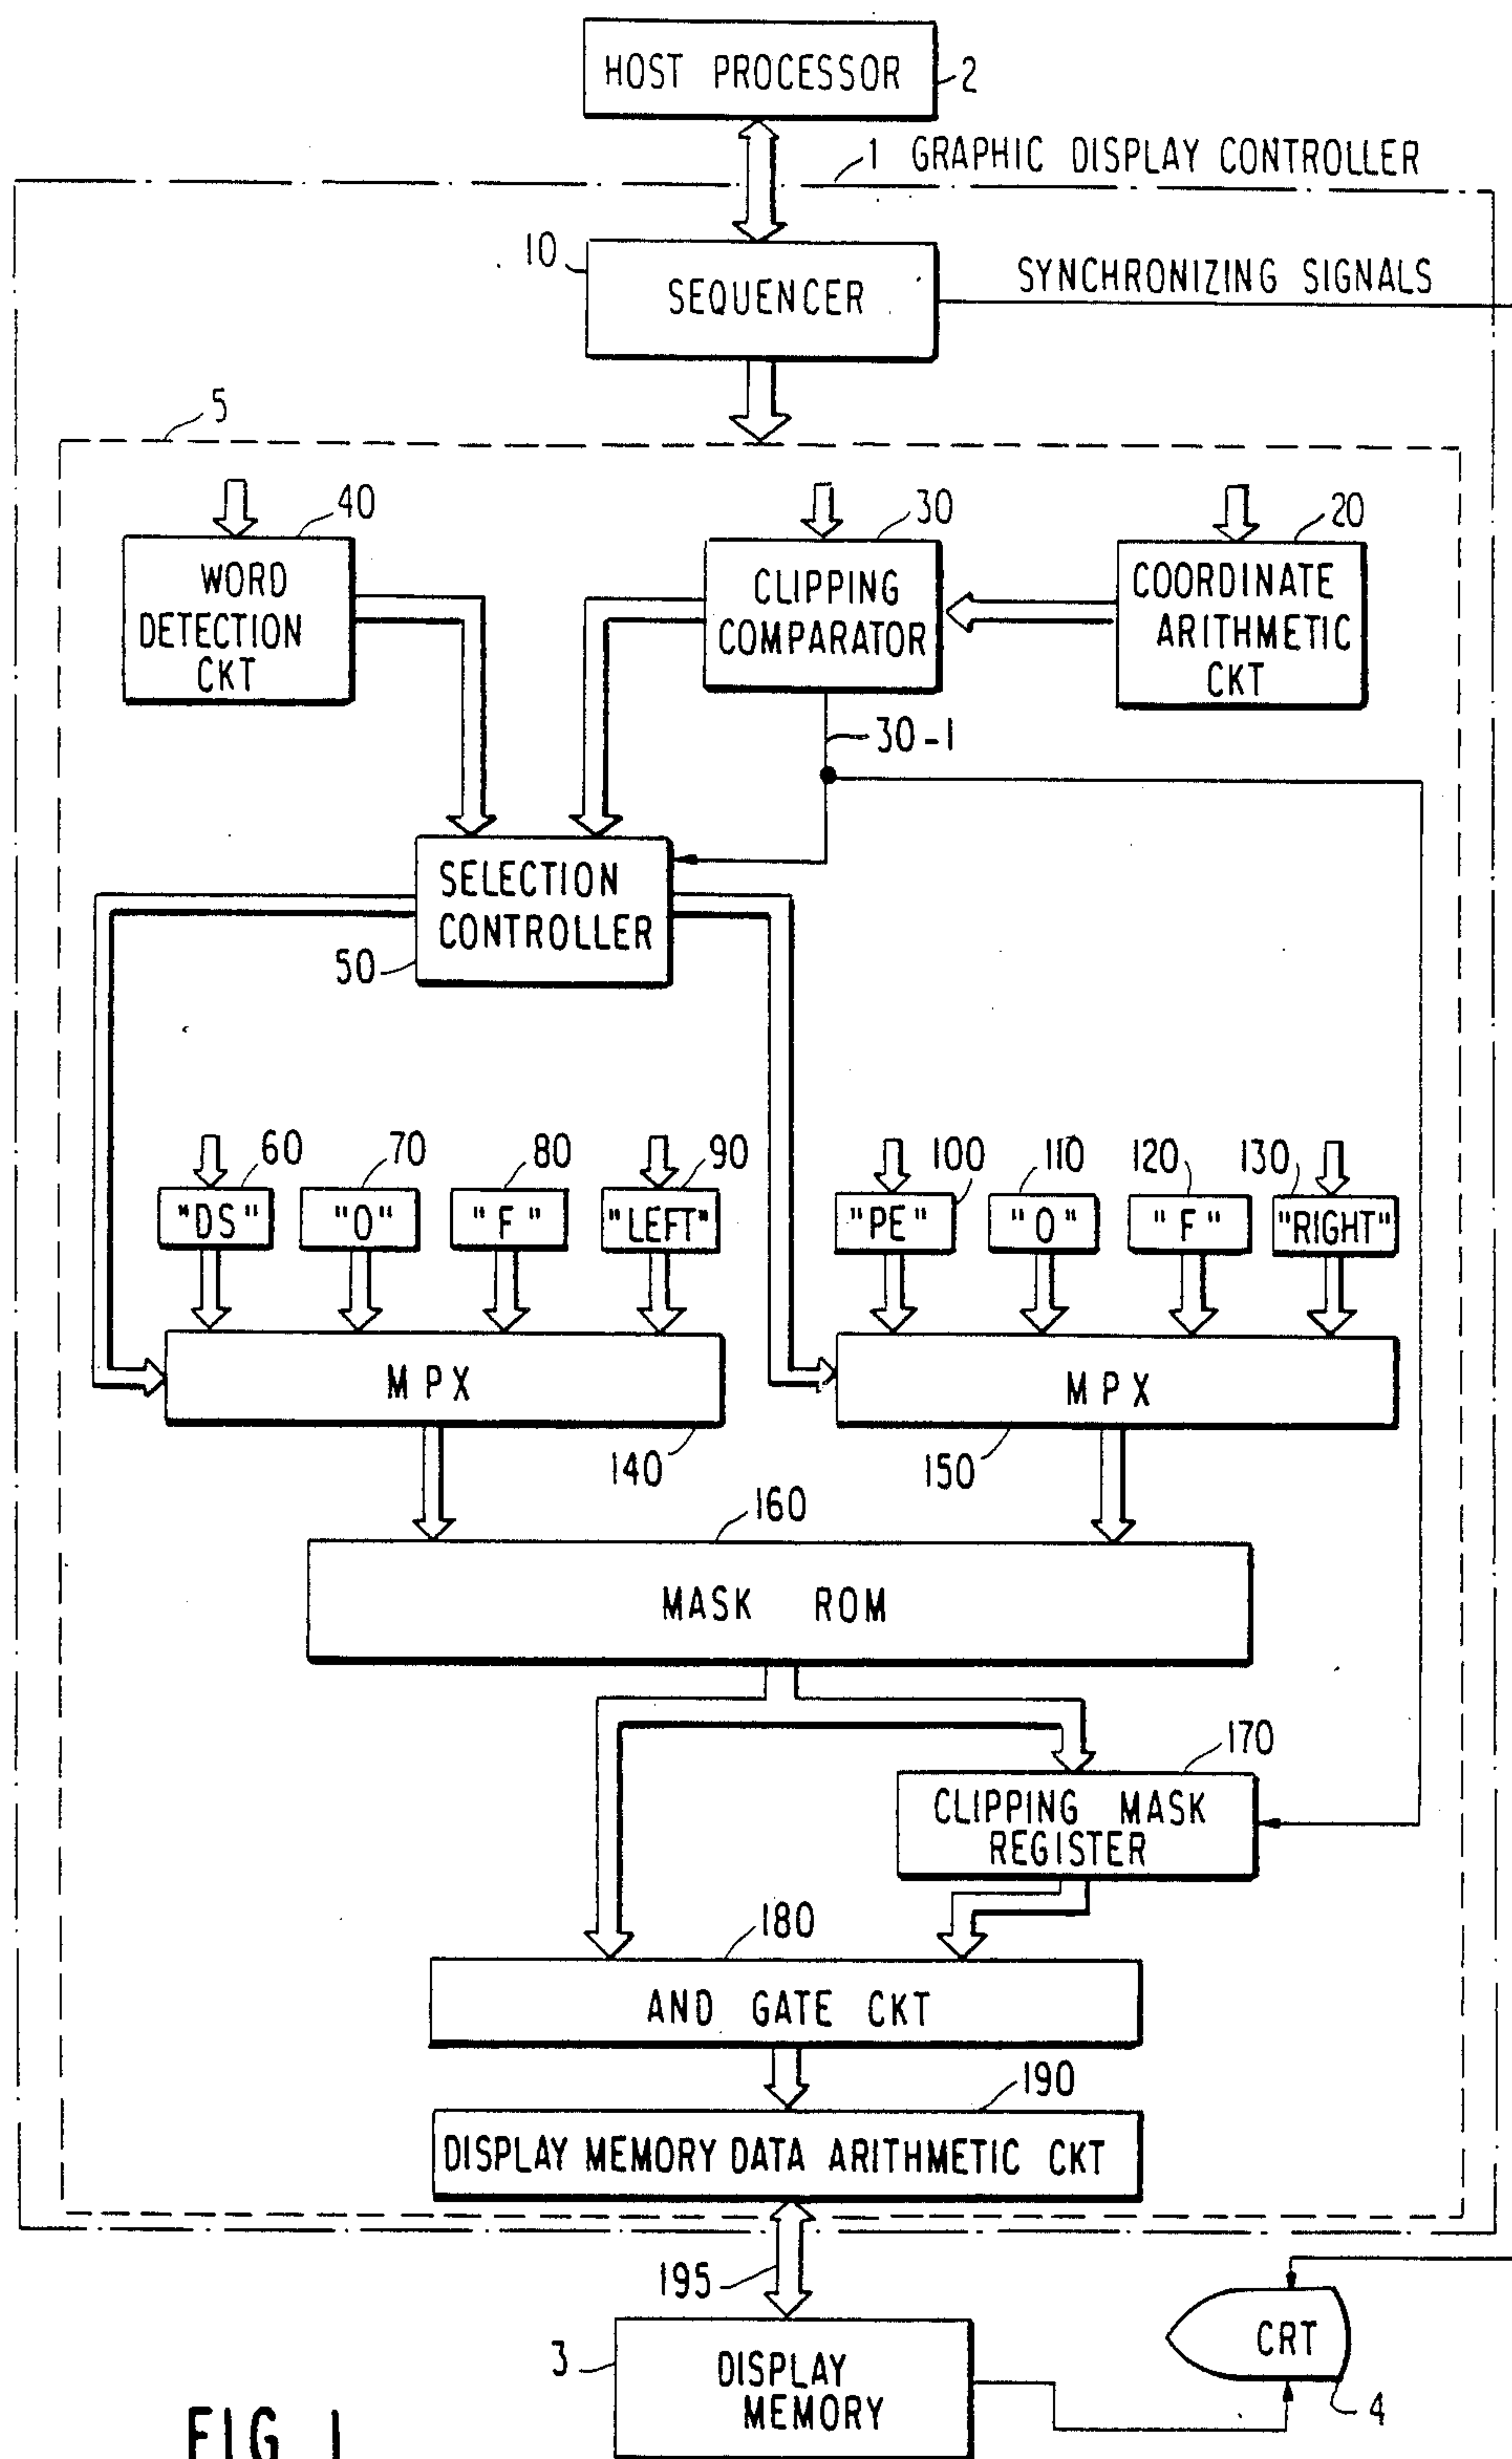 HOST PROCESSOR
2
1 GRAPHIC DISPLAY CONTROLLER
10
SEQUENCER
SYNCHRONIZING SIGNALS
5
40
30
20
WORD
DETECTION
CKT
CLIPPING
COMPARATOR
COORDINATE
ARITHMETIC
CKT
30-1
SELECTION
CONTROLLER
50
60
70
80
90
100
110
120
130
"DS"
"0"
"F"
"LEFT"
"PE"
"0"
"F"
"RIGHT"
MPX
MPX
140
150
160
MASK ROM
170
CLIPPING MASK
REGISTER
180
AND GATE CKT
190
DISPLAY MEMORY DATA ARITHMETIC CKT
195
3
DISPLAY
MEMORY
CRT
4
FIG. 1